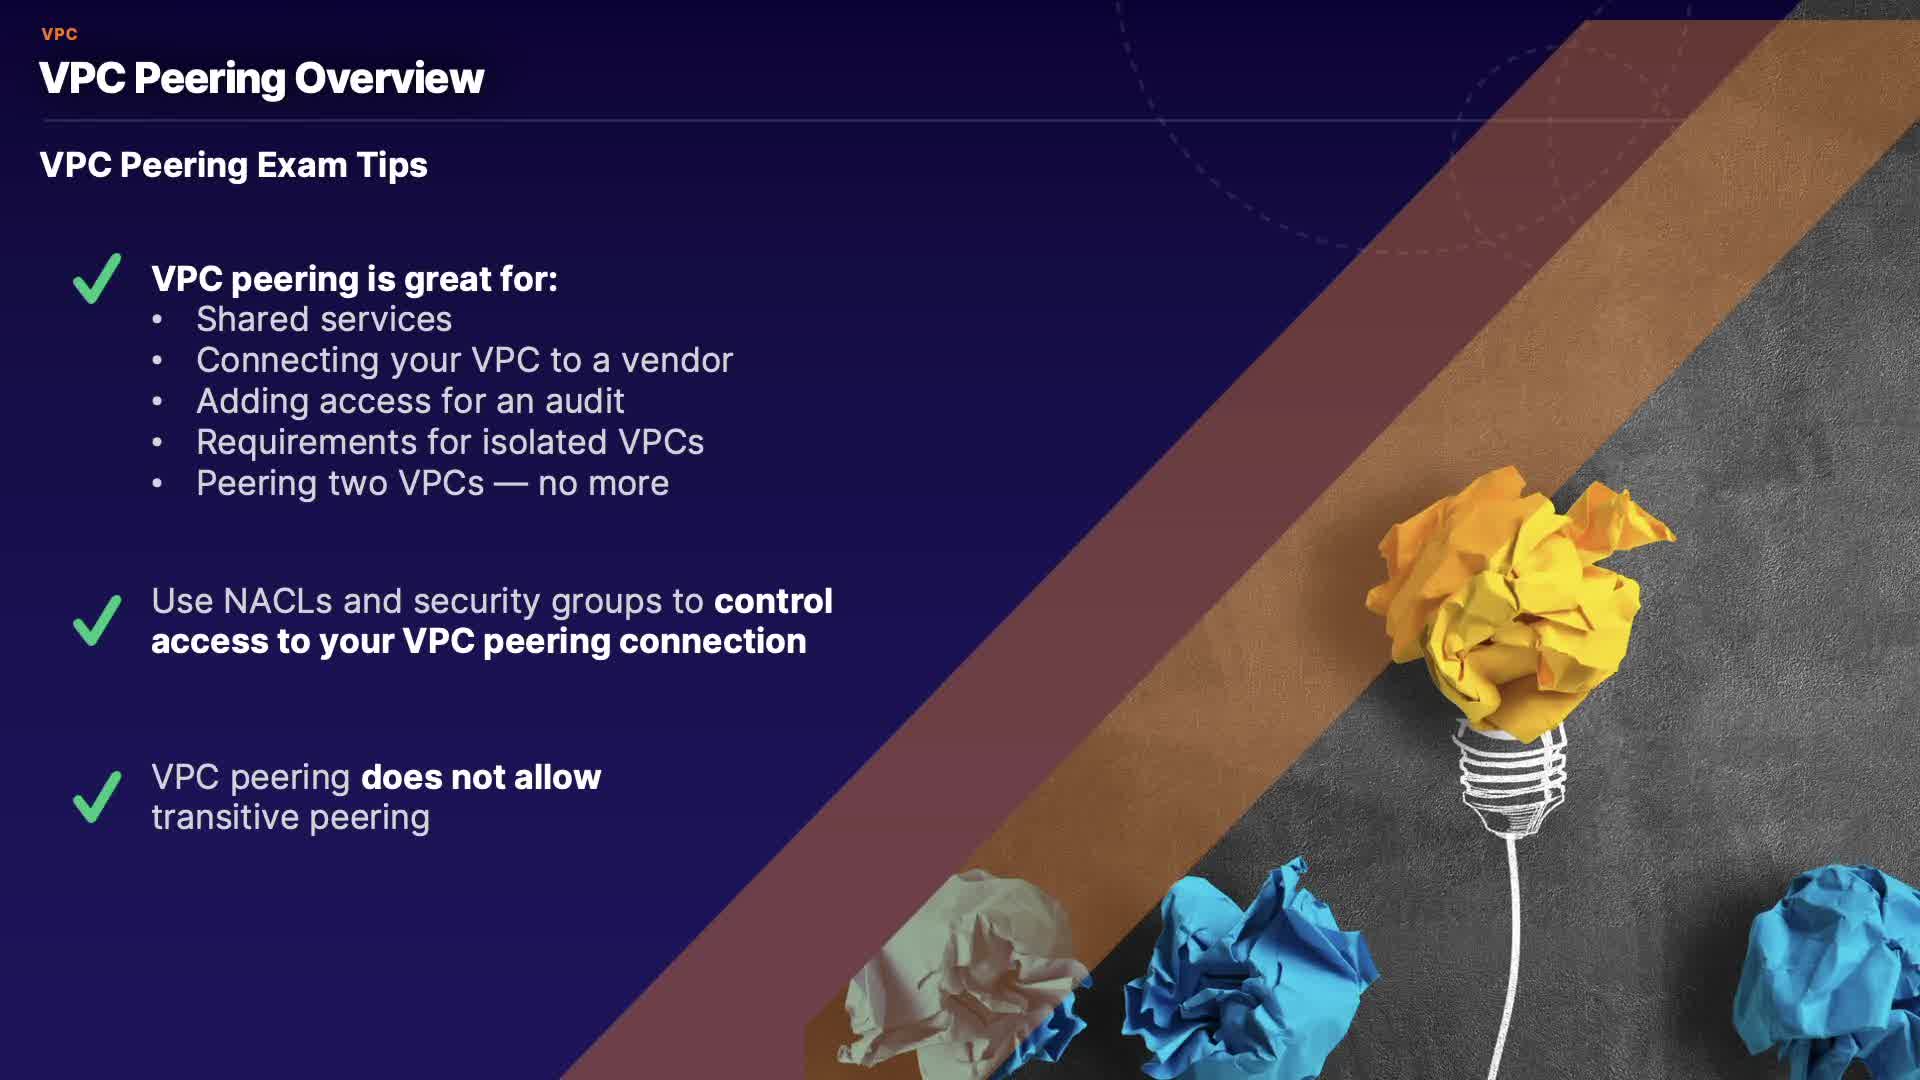 VPC
VPC Peering Overview
VPC Peering Exam Tips
VPC peering is great for:
• Shared services
• Connecting your VPC to a vendor
• Adding access for an audit
• Requirements for isolated VPCs
• Peering two VPCs — no more
Use NACLs and security groups to control
access to your VPC peering connection
VPC peering does not allow
transitive peering